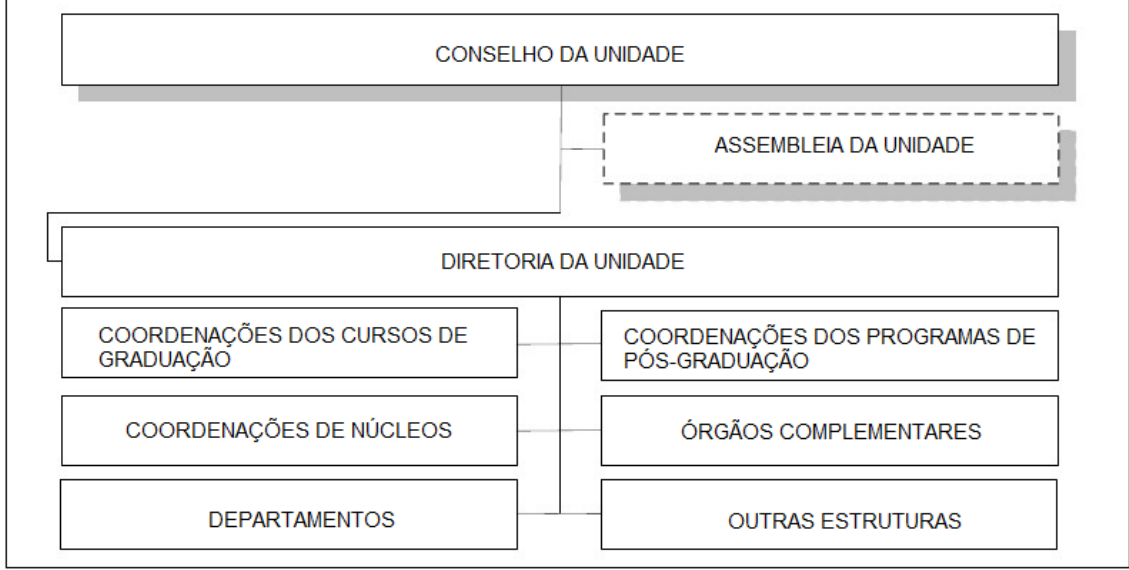 CONSELHO DA UNIDADE
ASSEMBLEIA DA UNIDADE
DIRETORIA DA UNIDADE
COORDENAÇÕES DOS CURSOS DE
GRADUAÇÃO
COORDENAÇÕES DOS PROGRAMAS DE
PÓS-GRADUAÇÃO
COORDENAÇÕES DE NÚCLEOS
ÓRGÃOS COMPLEMENTARES
DEPARTAMENTOS
OUTRAS ESTRUTURAS